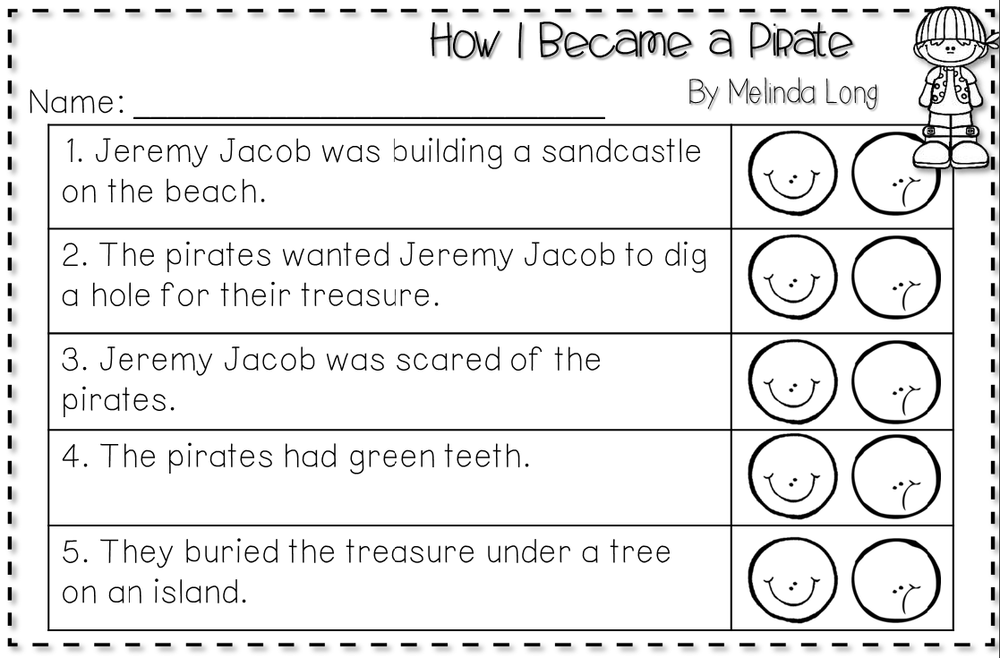 How I Became a Pirate
By Melinda Long
Name: ______________________________
1. Jeremy Jacob was building a sandcastle
on the beach.
2. The pirates wanted Jeremy Jacob to dig
a hole for their treasure.
3. Jeremy Jacob was scared of the
pirates.
4. The pirates had green teeth.
5. They buried the treasure under a tree
on an island.